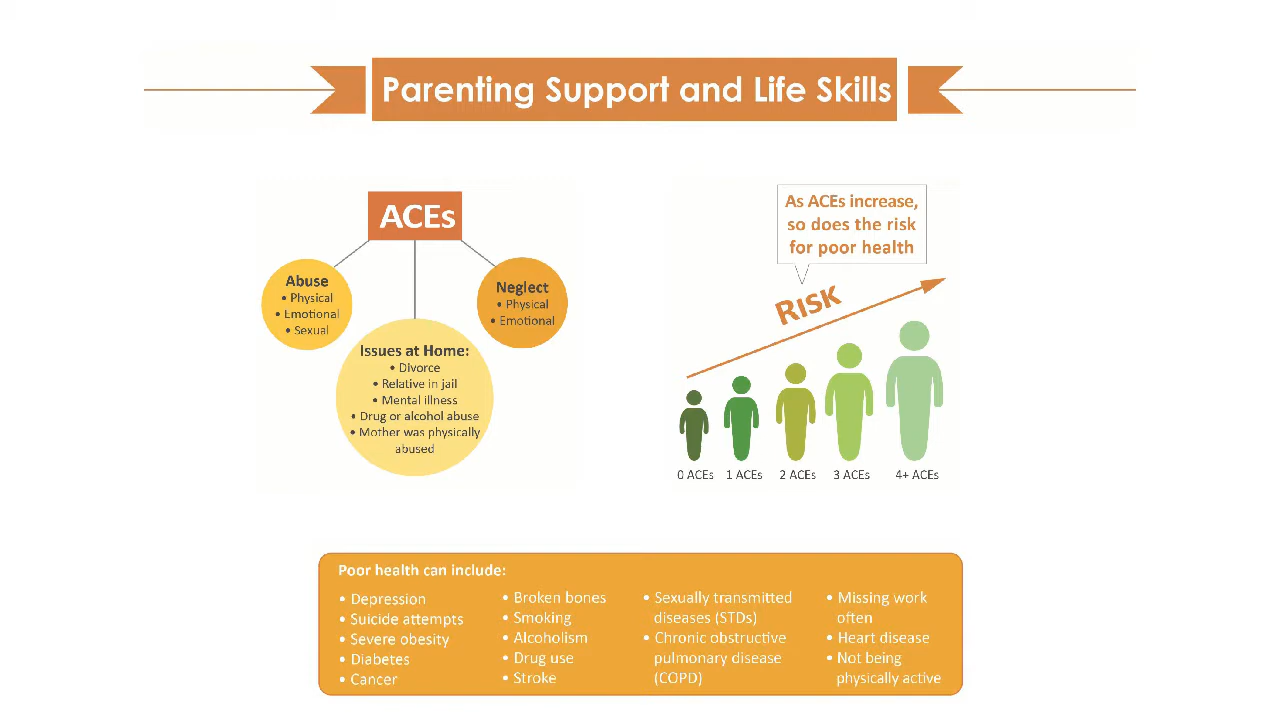 Parenting Support and Life Skills
ACEs
Abuse
• Physical
• Emotional
• Sexual
Issues at Home:
• Divorce
• Relative in jail
• Mental illness
• Drug or alcohol abuse
• Mother was physically
abused
Neglect
• Physical
• Emotional
As ACEs increase,
so does the risk
for poor health
RISK
0 ACEs
1 ACEs
2 ACEs
3 ACEs
4+ ACEs
Poor health can include:
• Depression
• Suicide attempts
• Severe obesity
• Diabetes
• Cancer
• Broken bones
• Smoking
• Alcoholism
• Drug use
• Stroke
• Sexually transmitted
diseases (STDs)
• Chronic obstructive
pulmonary disease
(COPD)
• Missing work
often
• Heart disease
• Not being
physically active